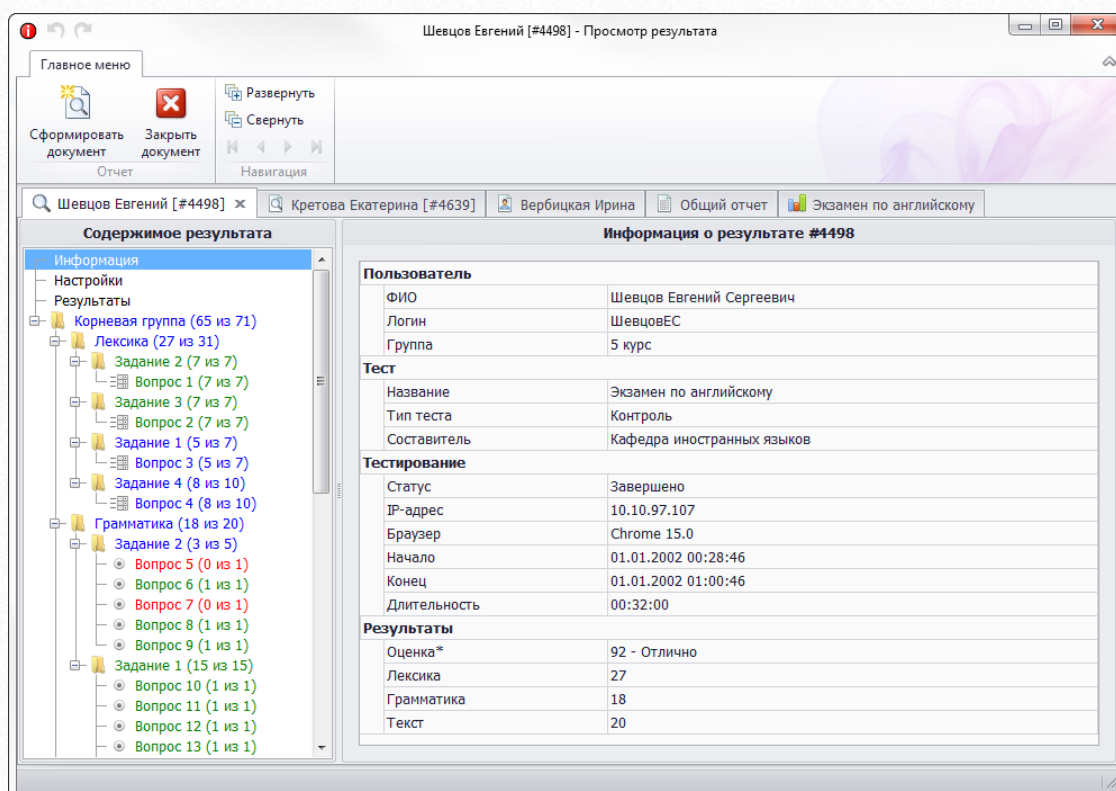 Шевцов Евгений [#4498] - Просмотр результата
Главное меню
Сформировать документ
Закрыть документ
Развернуть
Свернуть
Отчет
Навигация
Шевцов Евгений [#4498]
Кретова Екатерина [#4639]
Вербицкая Ирина
Общий отчет
Экзамен по английскому
Содержимое результата
Информация
Настройки
Результаты
Корневая группа (65 из 71)
Лексика (27 из 31)
Задание 2 (7 из 7)
Вопрос 1 (7 из 7)
Задание 3 (7 из 7)
Вопрос 2 (7 из 7)
Задание 1 (5 из 7)
Вопрос 3 (5 из 7)
Задание 4 (8 из 10)
Вопрос 4 (8 из 10)
Грамматика (18 из 20)
Задание 2 (3 из 5)
Вопрос 5 (0 из 1)
Вопрос 6 (1 из 1)
Вопрос 7 (0 из 1)
Вопрос 8 (1 из 1)
Вопрос 9 (1 из 1)
Задание 1 (15 из 15)
Вопрос 10 (1 из 1)
Вопрос 11 (1 из 1)
Вопрос 12 (1 из 1)
Вопрос 13 (1 из 1)
Информация о результате #4498
Пользователь
ФИО Шевцов Евгений Сергеевич
Логин ШевцовЕС
Группа 5 курс
Тест
Название Экзамен по английскому
Тип теста Контроль
Составитель Кафедра иностранных языков
Тестирование
Статус Завершено
IP-адрес 10.10.97.107
Браузер Chrome 15.0
Начало 01.01.2002 00:28:46
Конец 01.01.2002 01:00:46
Длительность 00:32:00
Результаты
Оценка* 92 - Отлично
Лексика 27
Грамматика 18
Текст 20